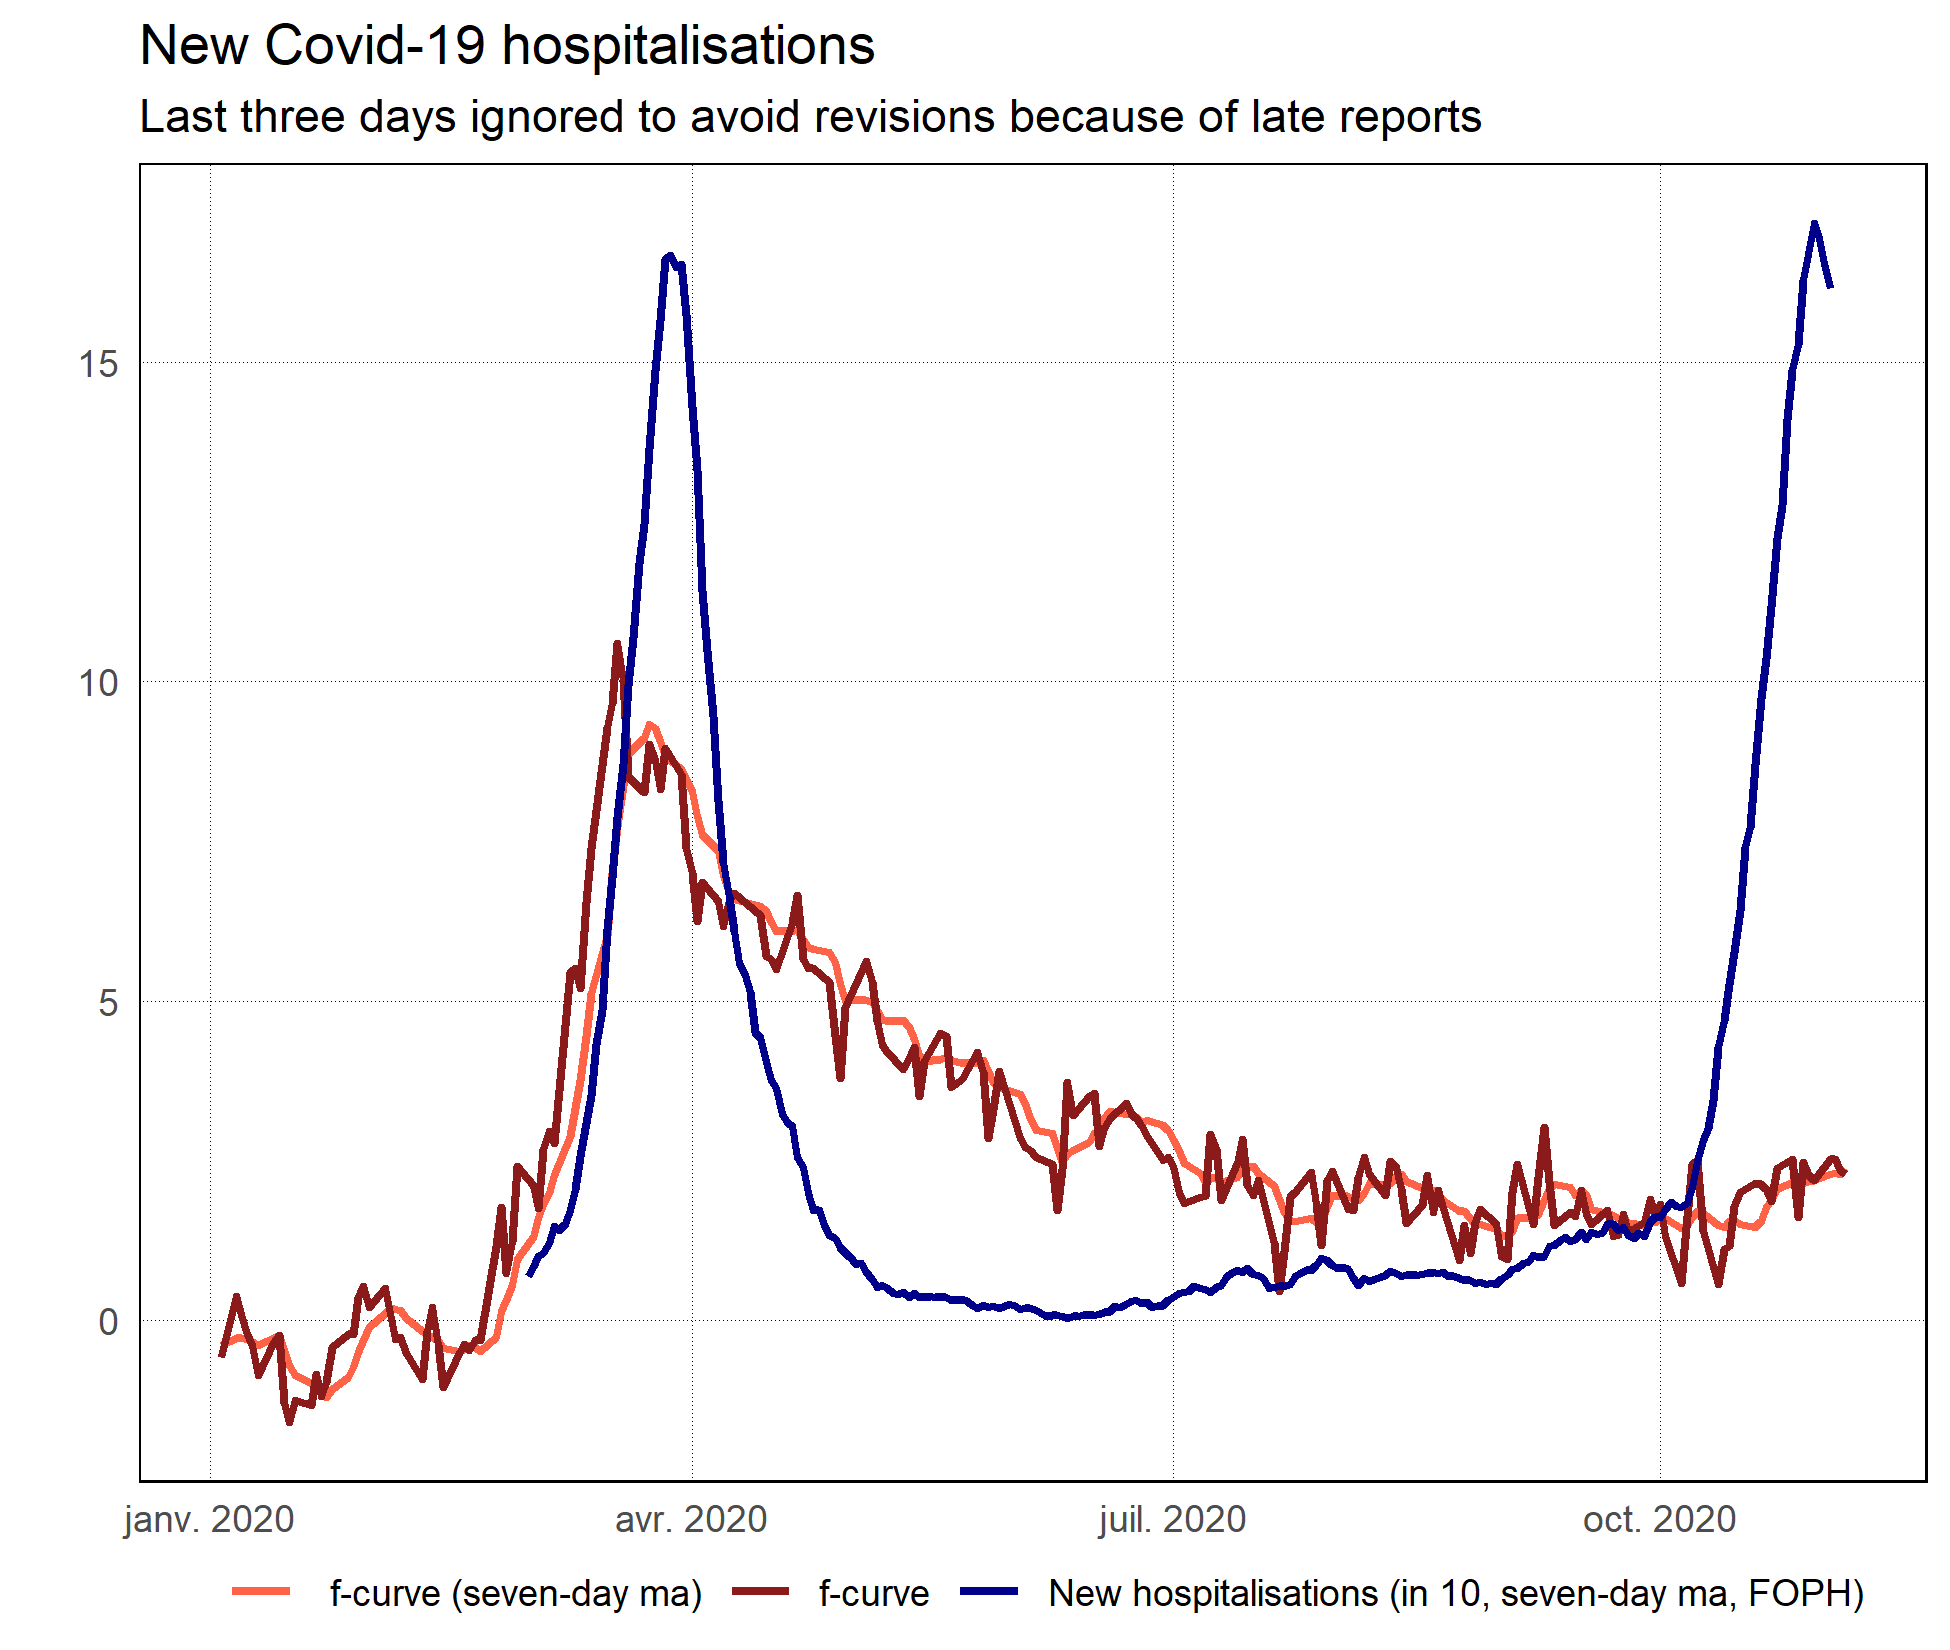 New Covid-19 hospitalisations
Last three days ignored to avoid revisions because of late reports
15
10
5
0
janv. 2020 avr. 2020 juil. 2020 oct. 2020
f-curve (seven-day ma) f-curve New hospitalisations (in 10, seven-day ma, FOPH)